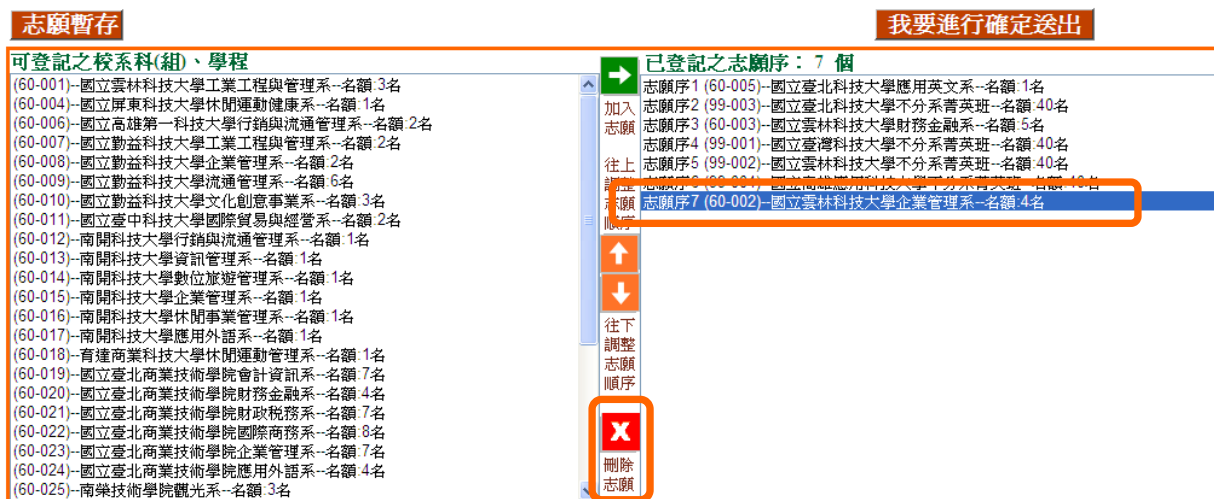 志願暫存
我要進行確定送出
可登記之校系科(組)、學程
(60-001)--國立雲林科技大學工業工程與管理系--名額:3名
(60-004)--國立屏東科技大學休閒運動健康系--名額:1名
(60-006)--國立高雄第一科技大學行銷與流通管理系--名額:2名
(60-007)--國立勤益科技大學工業工程與管理系--名額:2名
(60-008)--國立勤益科技大學企業管理系--名額:2名
(60-009)--國立勤益科技大學流通管理系--名額:6名
(60-010)--國立勤益科技大學文化創意事業系--名額:3名
(60-011)--國立臺中科技大學國際貿易與經營系--名額:2名
(60-012)--南開科技大學行銷與流通管理系--名額:1名
(60-013)--南開科技大學資訊管理系--名額:1名
(60-014)--南開科技大學數位旅遊管理系--名額:1名
(60-015)--南開科技大學企業管理系--名額:1名
(60-016)--南開科技大學休閒事業管理系--名額:1名
(60-017)--南開科技大學應用外語系--名額:1名
(60-018)--育達商業科技大學休閒運動管理系--名額:1名
(60-019)--國立臺北商業技術學院會計資訊系--名額:7名
(60-020)--國立臺北商業技術學院財務金融系--名額:4名
(60-021)--國立臺北商業技術學院財政稅務系--名額:7名
(60-022)--國立臺北商業技術學院國際商務系--名額:8名
(60-023)--國立臺北商業技術學院企業管理系--名額:7名
(60-024)--國立臺北商業技術學院應用外語系--名額:4名
(60-025)--南榮技術學院觀光系--名額:3名
加入
志願
往上
調整
志願
順序
往下
調整
志願
順序
X
刪除
志願
已登記之志願序： 7 個
志願序1 (60-005)--國立臺北科技大學應用英文系--名額:1名
志願序2 (99-003)--國立臺北科技大學不分系菁英班--名額:40名
志願序3 (60-003)--國立雲林科技大學財務金融系--名額:5名
志願序4 (99-001)--國立臺灣科技大學不分系菁英班--名額:40名
志願序5 (99-002)--國立雲林科技大學不分系菁英班--名額:40名
志願序6 (99-004)--國立高雄應用科技大學不分系菁英班--名額:40名
志願序7 (60-002)--國立雲林科技大學企業管理系--名額:4名